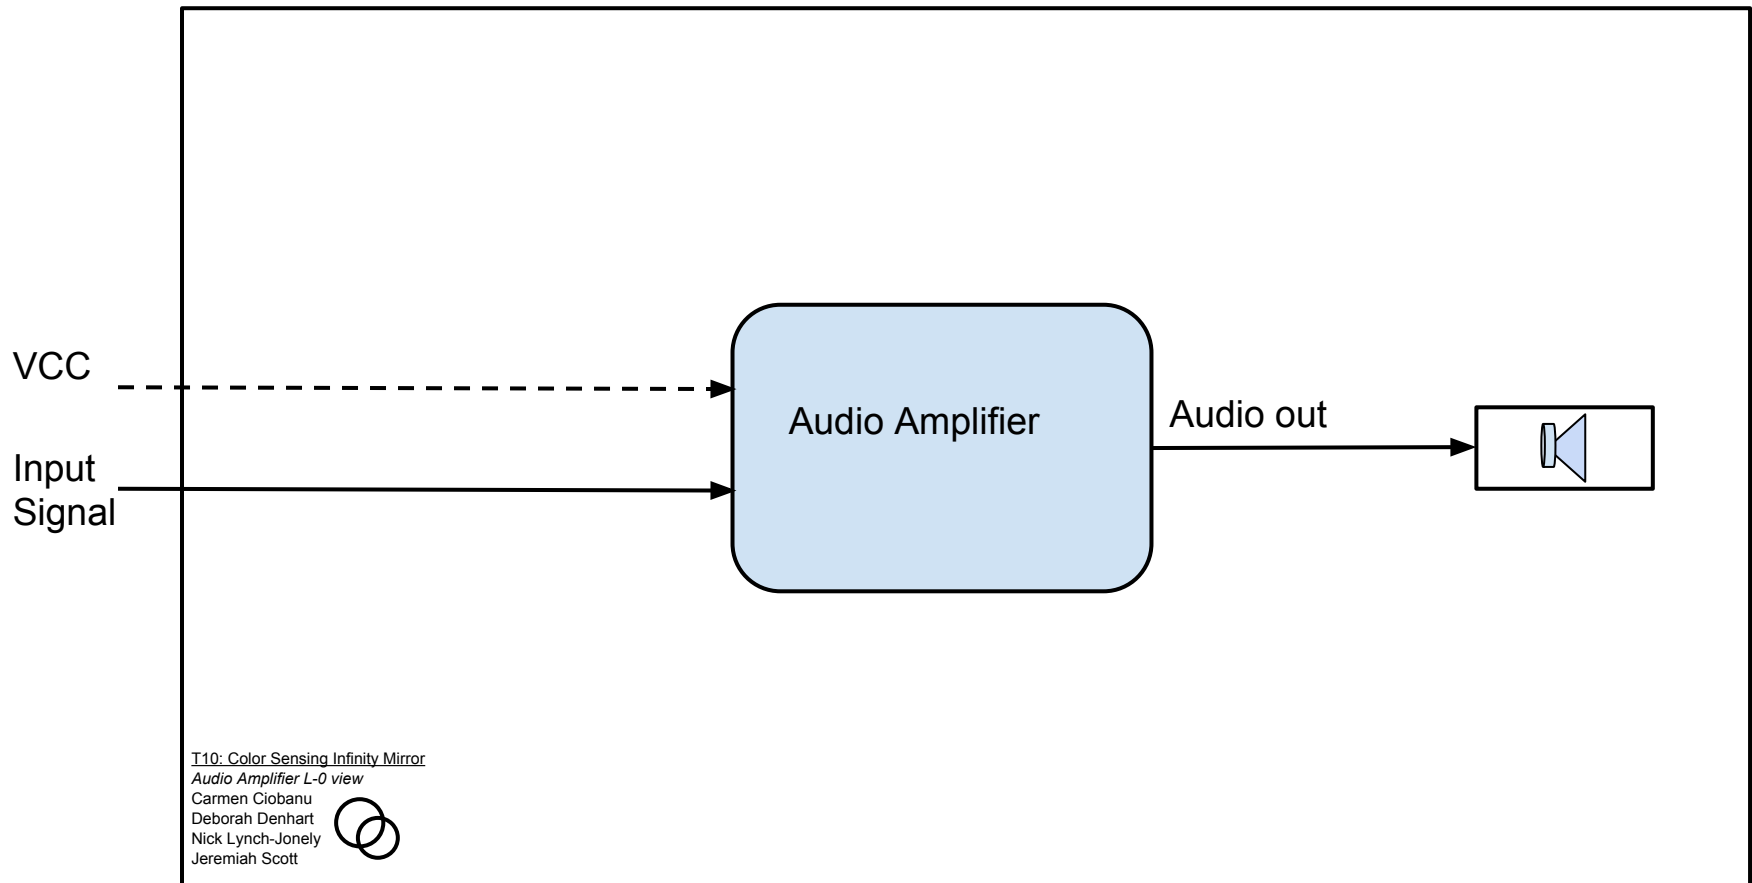 VCC
Input
Signal
Audio Amplifier
Audio out
T10: Color Sensing Infinity Mirror
Audio Amplifier L-0 view
Carmen Ciobanu
Deborah Denhart
Nick Lynch-Jonely
Jeremiah Scott